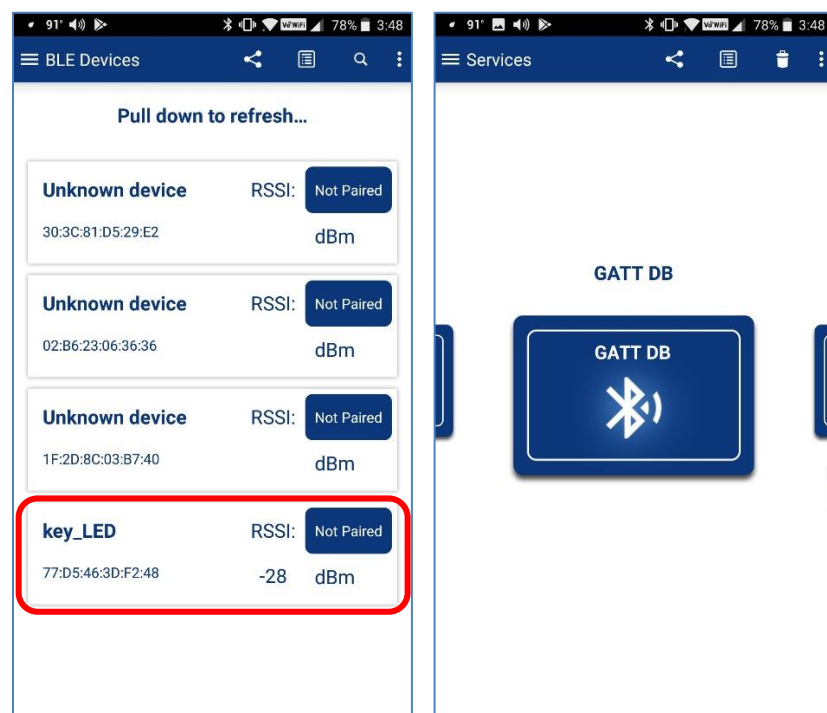 91° 78% 3:48
BLE Devices
Pull down to refresh...
Unknown device RSSI: Not Paired
30:3C:81:D5:29:E2 dBm
Unknown device RSSI: Not Paired
02:B6:23:06:36:36 dBm
Unknown device RSSI: Not Paired
1F:2D:8C:03:B7:40 dBm
key_LED RSSI: Not Paired
77:D5:46:3D:F2:48 -28 dBm
91° 78% 3:48
Services
GATT DB
GATT DB